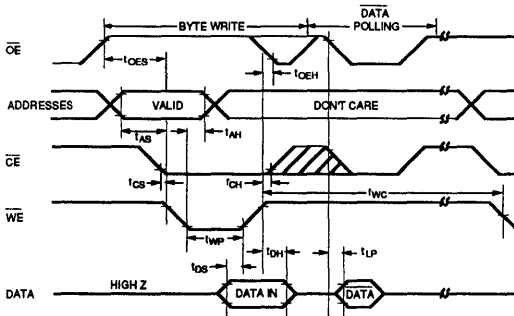 BYTE WRITE
DATA
POLLING
OE
tOES
tOEH
ADDRESSES
VALID
DON'T CARE
tAS
tAH
CE
tCS
tCH
tWC
WE
tWP
tDH
tLP
tDS
DATA
HIGH Z
DATA IN
DATA